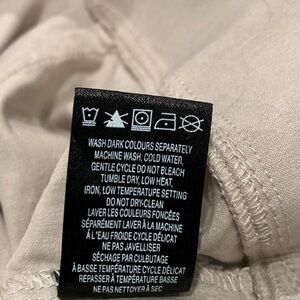 WASH DARK COLOURS SEPARATELY
MACHINE WASH, COLD WATER,
GENTLE CYCLE DO NOT BLEACH
TUMBLE DRY, LOW HEAT,
IRON, LOW TEMPERATUPE SETTING
DO NOT DRY-CLEAN
LAVER LES COULEURS FONCÉES
SÉPARÉMENT LAVER À LA MACHINE
À L'EAU FROIDE CYCLE DÉLICAT
NE PAS JAVELLISER
SÉCHAGE PAR CULBUTAGE
À BASSE TEMPÉRATURE CYCLE DÉLICAT
REPASSER À BASSE TEMPÉRATURE
NE PAS NETTOYER À SEC